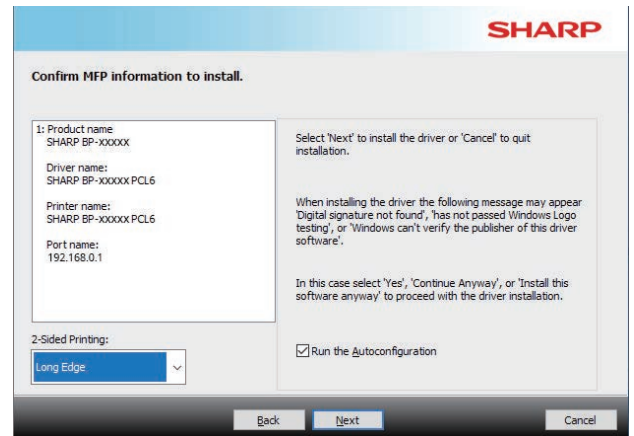 SHARP
Confirm MFP information to install.
1: Product name
SHARP BP-xxxxx
Driver name:
SHARP BP-xxxxx PCL6
Printer name:
SHARP BP-xxxxx PCL6
Port name:
192.168.0.1
2-Sided Printing:
Long Edge
Select 'Next' to install the driver or 'Cancel' to quit
installation.
When installing the driver the following message may appear
'Digital signature not found', 'has not passed Windows Logo
testing', or 'Windows can't verify the publisher of this driver
software'.
In this case select 'Yes', 'Continue Anyway', or 'Install this
software anyway' to proceed with the driver installation.
Run the Autoconfiguration
Back
Next
Cancel